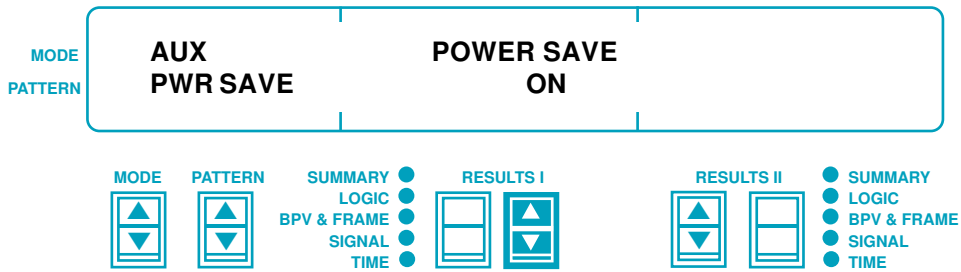 MODE AUX POWER SAVE
PATTERN PWR SAVE ON
MODE PATTERN SUMMARY RESULTS I RESULTS II SUMMARY
LOGIC LOGIC
BPV & FRAME BPV & FRAME
SIGNAL SIGNAL
TIME TIME